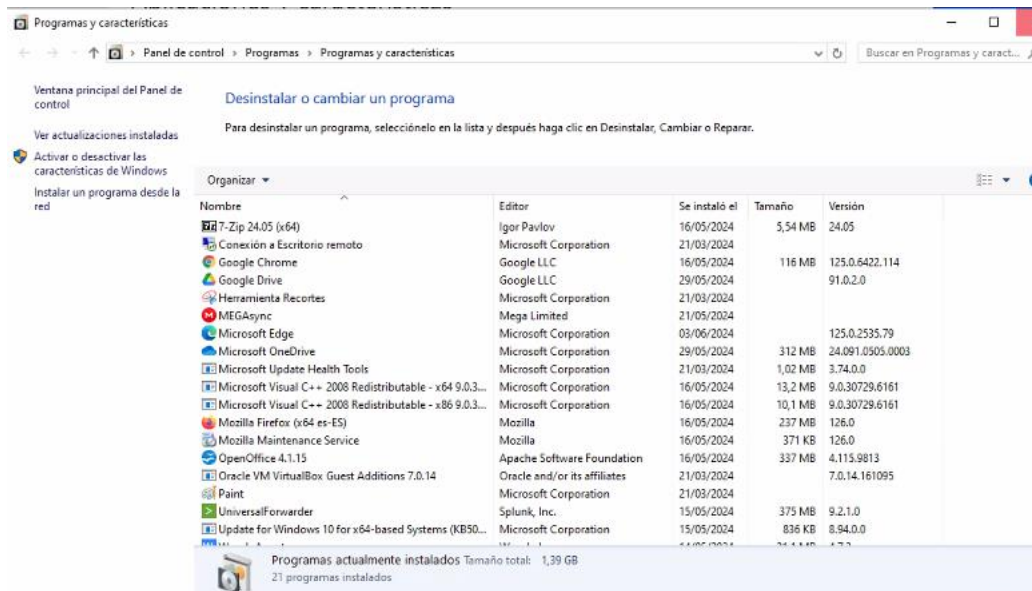 Programas y características
Panel de control > Programas > Programas y características
Buscar en Programas y caract...
Ventana principal del Panel de
control
Ver actualizaciones instaladas
Activar o desactivar las
características de Windows
Instalar un programa desde la
red
Desinstalar o cambiar un programa
Para desinstalar un programa, selecciónelo en la lista y después haga clic en Desinstalar, Cambiar o Reparar.
Organizar
Nombre Editor Se instaló el Tamaño Versión
7-Zip 24.05 (x64) Igor Pavlov 16/05/2024 5,54 MB 24.05
Conexión a Escritorio remoto Microsoft Corporation 21/03/2024
Google Chrome Google LLC 16/05/2024 116 MB 125.0.6422.114
Google Drive Google LLC 29/05/2024 91.0.2.0
Herramienta Recortes Microsoft Corporation 21/03/2024
MEGAsync Mega Limited 21/05/2024
Microsoft Edge Microsoft Corporation 03/06/2024 125.0.2535.79
Microsoft OneDrive Microsoft Corporation 29/05/2024 312 MB 24.091.0505.0003
Microsoft Update Health Tools Microsoft Corporation 21/03/2024 1,02 MB 3.74.0.0
Microsoft Visual C++ 2008 Redistributable - x64 9.0.3... Microsoft Corporation 16/05/2024 13,2 MB 9.0.30729.6161
Microsoft Visual C++ 2008 Redistributable - x86 9.0.3... Microsoft Corporation 16/05/2024 10,1 MB 9.0.30729.6161
Mozilla Firefox (x64 es-ES) Mozilla 16/05/2024 237 MB 126.0
Mozilla Maintenance Service Mozilla 16/05/2024 371 KB 126.0
OpenOffice 4.1.15 Apache Software Foundation 16/05/2024 337 MB 4.115.9813
Oracle VM VirtualBox Guest Additions 7.0.14 Oracle and/or its affiliates 21/03/2024 7.0.14.161095
Paint Microsoft Corporation 21/03/2024
UniversalForwarder Splunk, Inc. 15/05/2024 375 MB 9.2.1.0
Update for Windows 10 for x64-based Systems (KB50... Microsoft Corporation 15/05/2024 836 KB 8.94.0.0
Programas actualmente instalados Tamaño total: 1,39 GB
21 programas instalados